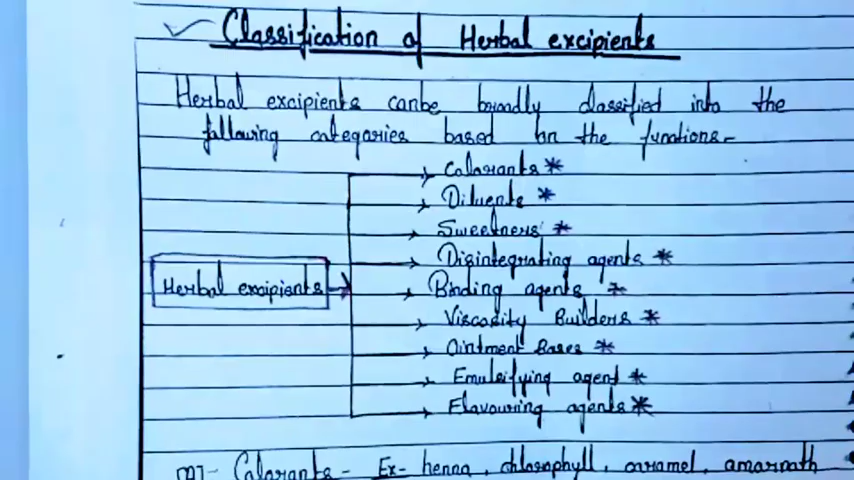 Classification of Herbal excipients
Herbal excipients canbe broadly classified into the
following categories based on the functions-
Colorants *
Diluents *
Sweetners *
Disintegrating agents *
Herbal excipients → Binding agents *
Viscosity Builders *
Ointment Bases *
Emulsifying agent *
Flavouring agents *
Colorants - Ex- henna, chlorophyll, caramel, amarnath